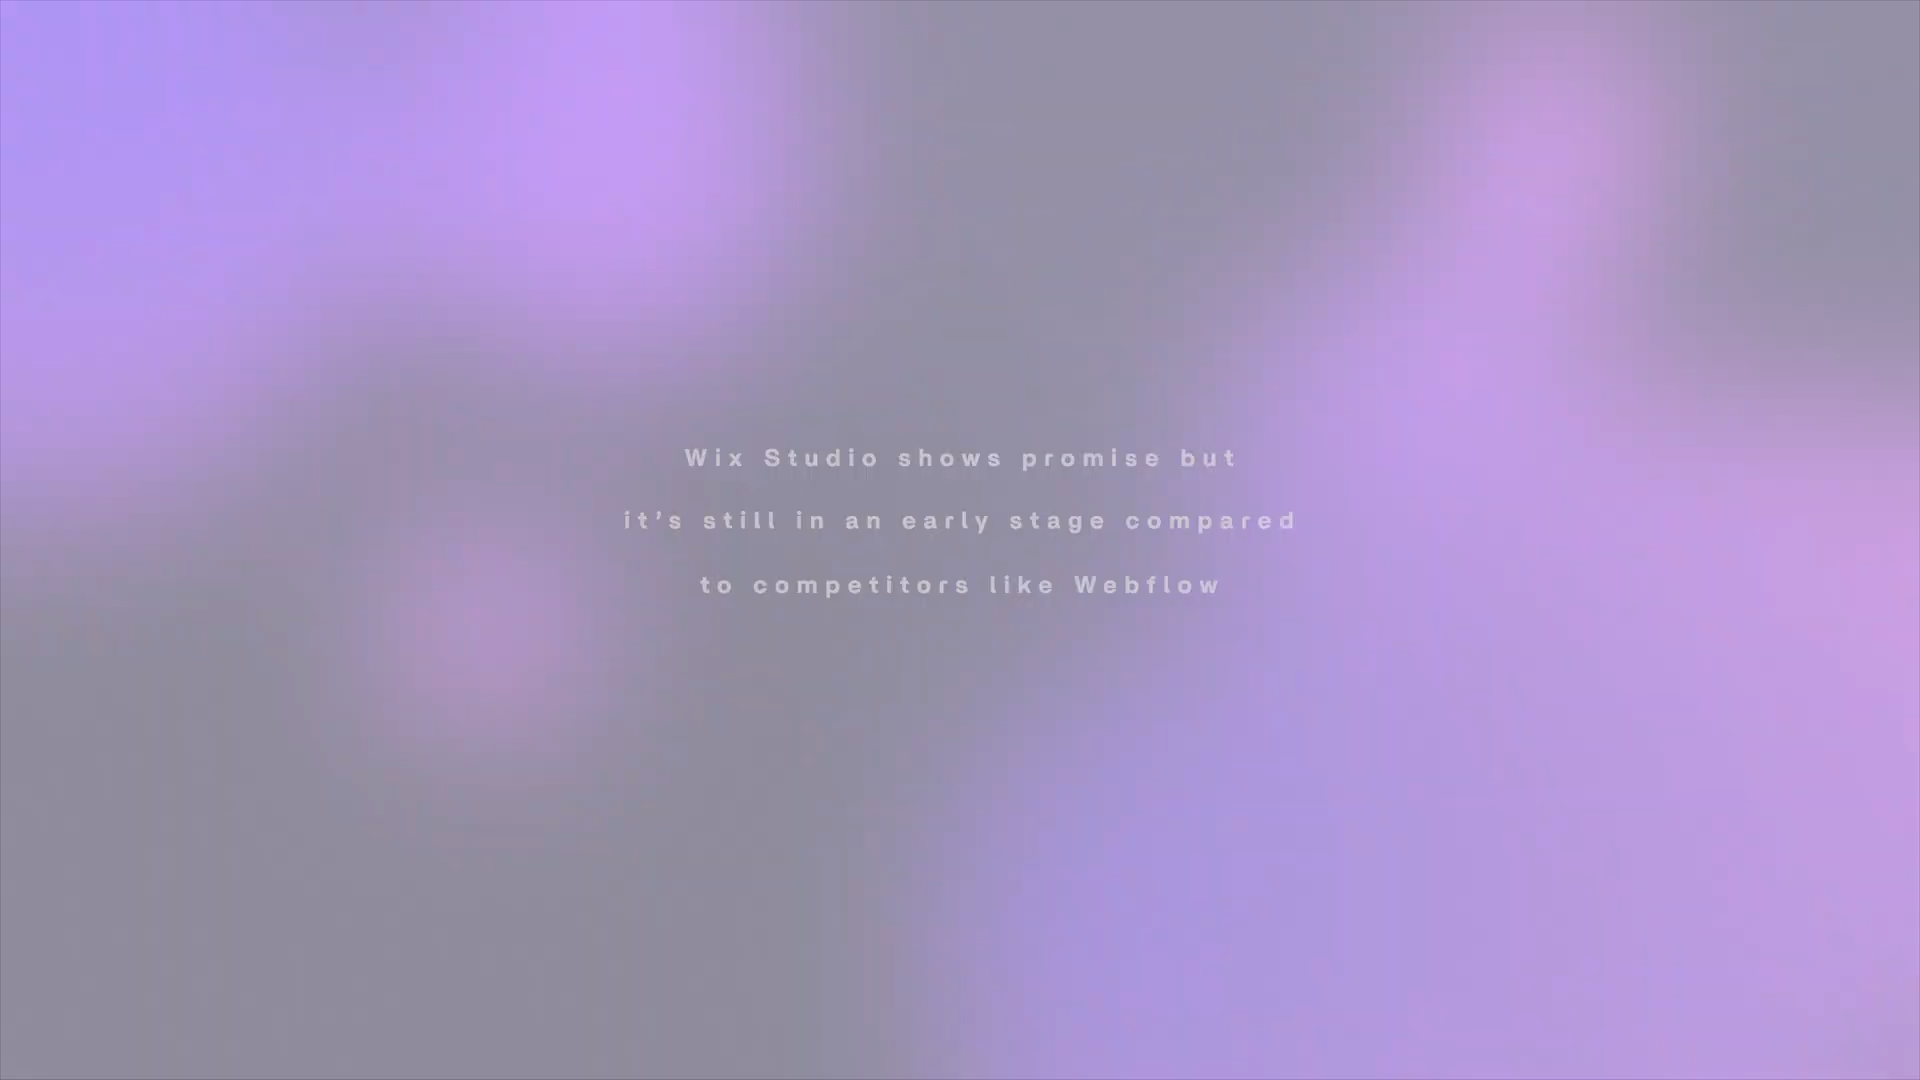 Wix Studio shows promise but
it’s still in an early stage compared
to competitors like Webflow